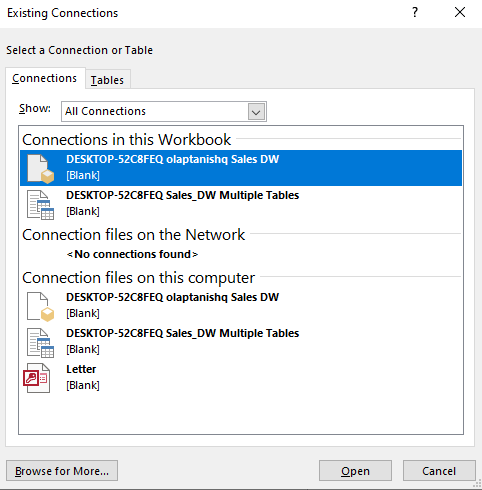 Existing Connections
?
Select a Connection or Table
Connections
Tables
Show: All Connections
Connections in this Workbook
DESKTOP-52C8FEQ olaptanishq Sales DW
[Blank]
DESKTOP-52C8FEQ Sales_DW Multiple Tables
[Blank]
Connection files on the Network
<No connections found>
Connection files on this computer
DESKTOP-52C8FEQ olaptanishq Sales DW
[Blank]
DESKTOP-52C8FEQ Sales_DW Multiple Tables
[Blank]
Letter
[Blank]
Browse for More...
Open
Cancel